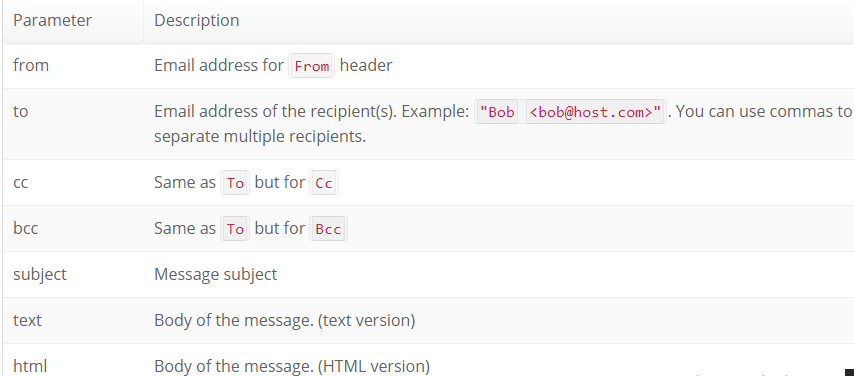 Parameter Description
from Email address for From header
to Email address of the recipient(s). Example: "Bob <bob@host.com>". You can use commas to
separate multiple recipients.
cc Same as To but for Cc
bcc Same as To but for Bcc
subject Message subject
text Body of the message. (text version)
html Body of the message. (HTML version)